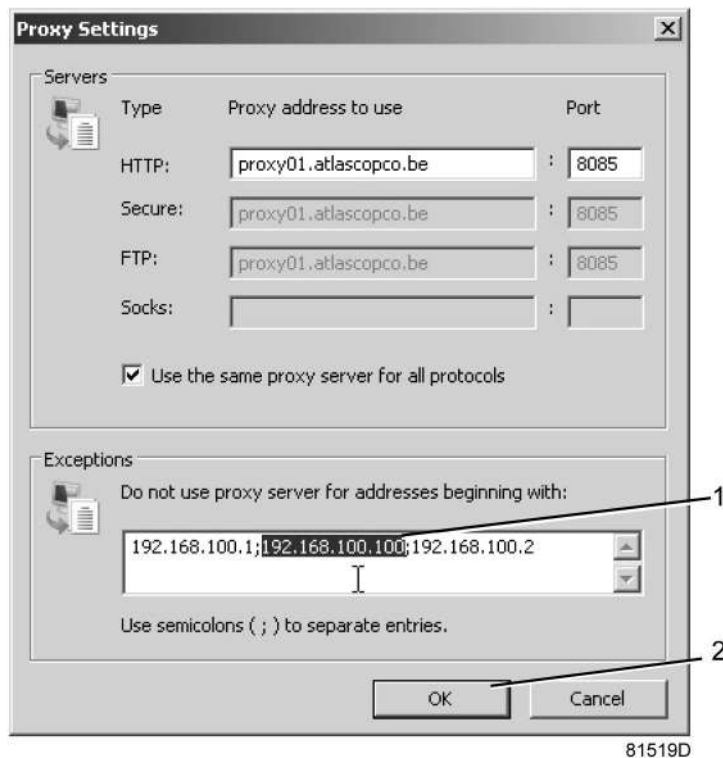 Proxy Settings
Servers
Type Proxy address to use Port
HTTP: proxy01.atlascopco.be : 8085
Secure: proxy01.atlascopco.be : 8085
FTP: proxy01.atlascopco.be : 8085
Socks: :
Use the same proxy server for all protocols
Exceptions
Do not use proxy server for addresses beginning with:
1
192.168.100.1;192.168.100.100;192.168.100.2
Use semicolons ( ; ) to separate entries.
2
OK Cancel
81519D